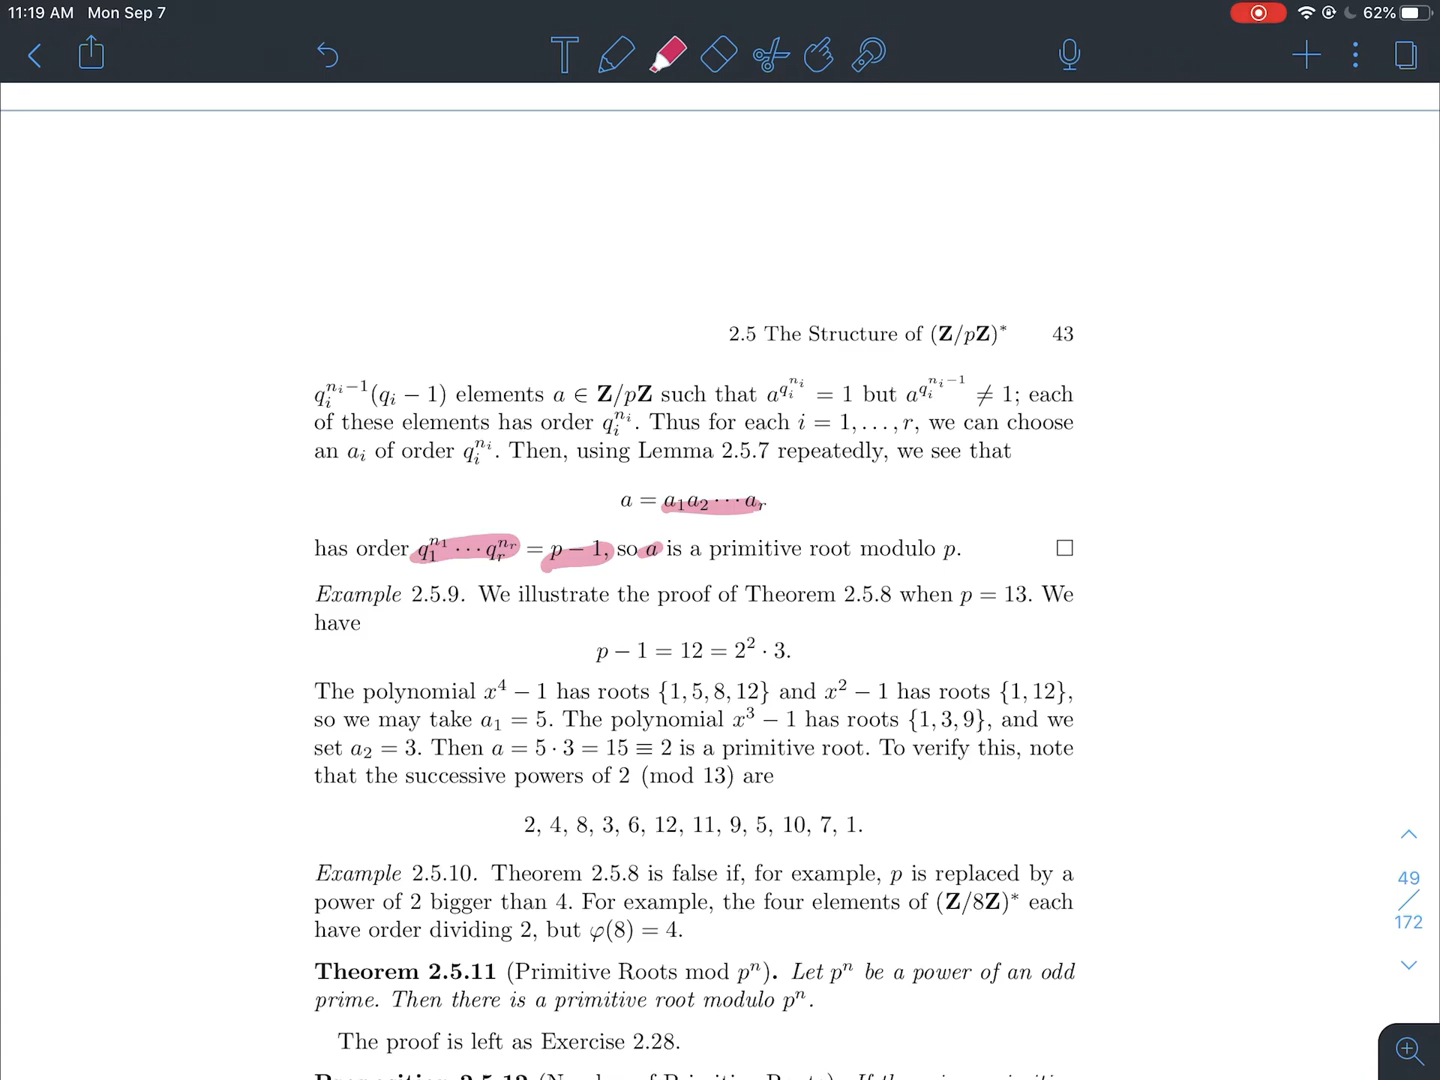 11:19 AM Mon Sep 7
62%
T
2.5 The Structure of (Z/pZ)* 43
q_i^{n_i−1}(q_i − 1) elements a ∈ Z/pZ such that a^{q_i^{n_i}} = 1 but a^{q_i^{n_i−1}} ≠ 1; each
of these elements has order q_i^{n_i}. Thus for each i = 1, . . . , r, we can choose
an a_i of order q_i^{n_i}. Then, using Lemma 2.5.7 repeatedly, we see that
a = a_1a_2 · · · a_r
has order q_1^{n_1} · · · q_r^{n_r} = p − 1, so a is a primitive root modulo p. □
Example 2.5.9. We illustrate the proof of Theorem 2.5.8 when p = 13. We
have
p − 1 = 12 = 2² · 3.
The polynomial x⁴ − 1 has roots {1, 5, 8, 12} and x² − 1 has roots {1, 12},
so we may take a_1 = 5. The polynomial x³ − 1 has roots {1, 3, 9}, and we
set a_2 = 3. Then a = 5 · 3 = 15 ≡ 2 is a primitive root. To verify this, note
that the successive powers of 2 (mod 13) are
2, 4, 8, 3, 6, 12, 11, 9, 5, 10, 7, 1.
Example 2.5.10. Theorem 2.5.8 is false if, for example, p is replaced by a
power of 2 bigger than 4. For example, the four elements of (Z/8Z)* each
have order dividing 2, but φ(8) = 4.
Theorem 2.5.11 (Primitive Roots mod pⁿ). Let pⁿ be a power of an odd
prime. Then there is a primitive root modulo pⁿ.
The proof is left as Exercise 2.28.
49
/
172